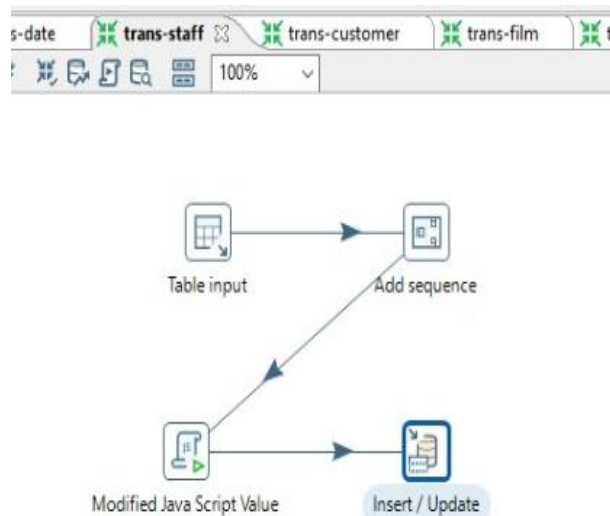 s-date trans-staff trans-customer trans-film t
100%
Table input Add sequence
Modified Java Script Value Insert / Update